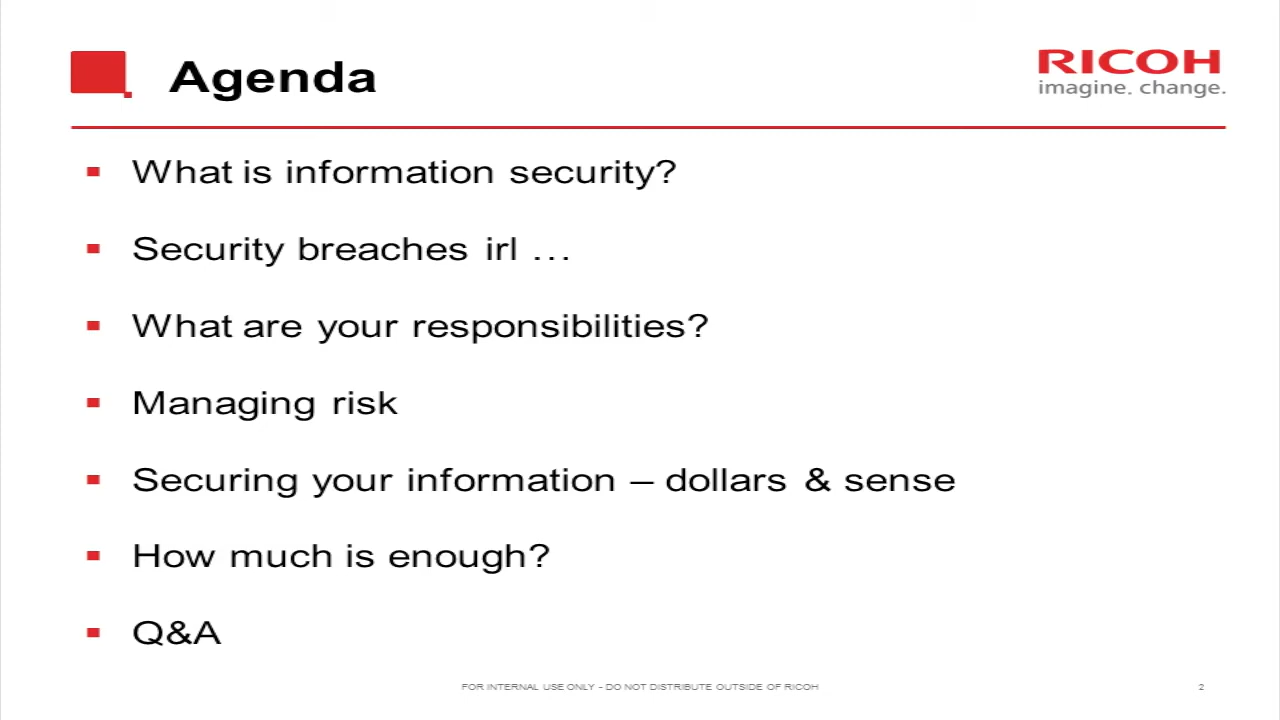 Agenda
RICOH
imagine. change.
What is information security?
Security breaches irl …
What are your responsibilities?
Managing risk
Securing your information – dollars & sense
How much is enough?
Q&A
FOR INTERNAL USE ONLY - DO NOT DISTRIBUTE OUTSIDE OF RICOH
2